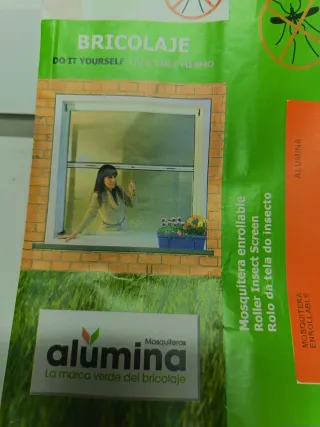 BRICOLAJE
DO IT YOURSELF
Mosquitera enrollable
Roller Insect Screen
Rolo da tela do insecto
Mosquiteras
alumina
La marca verde del bricolaje
ALUMINA
MOSQUITERA
ENROLLABLE